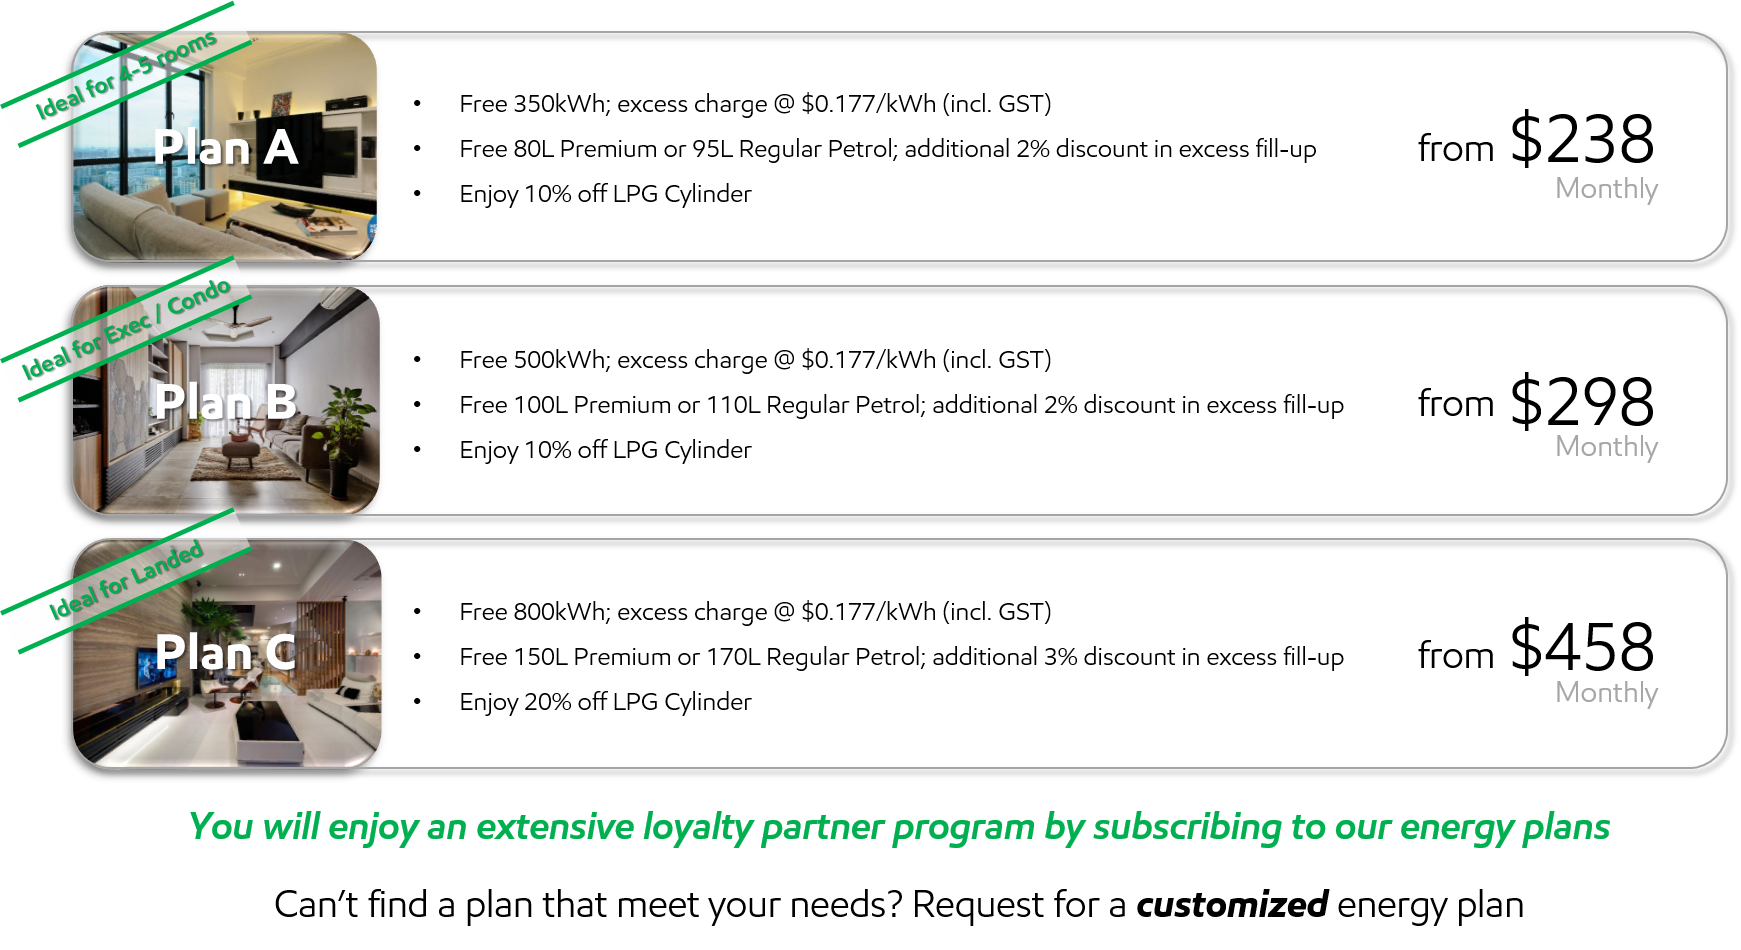 Ideal for 4-5 rooms
Plan A
• Free 350kWh; excess charge @ $0.177/kWh (incl. GST)
• Free 80L Premium or 95L Regular Petrol; additional 2% discount in excess fill-up
• Enjoy 10% off LPG Cylinder
from $238
Monthly
Ideal for Exec / Condo
Plan B
• Free 500kWh; excess charge @ $0.177/kWh (incl. GST)
• Free 100L Premium or 110L Regular Petrol; additional 2% discount in excess fill-up
• Enjoy 10% off LPG Cylinder
from $298
Monthly
Ideal for Landed
Plan C
• Free 800kWh; excess charge @ $0.177/kWh (incl. GST)
• Free 150L Premium or 170L Regular Petrol; additional 3% discount in excess fill-up
• Enjoy 20% off LPG Cylinder
from $458
Monthly
You will enjoy an extensive loyalty partner program by subscribing to our energy plans
Can’t find a plan that meet your needs? Request for a customized energy plan